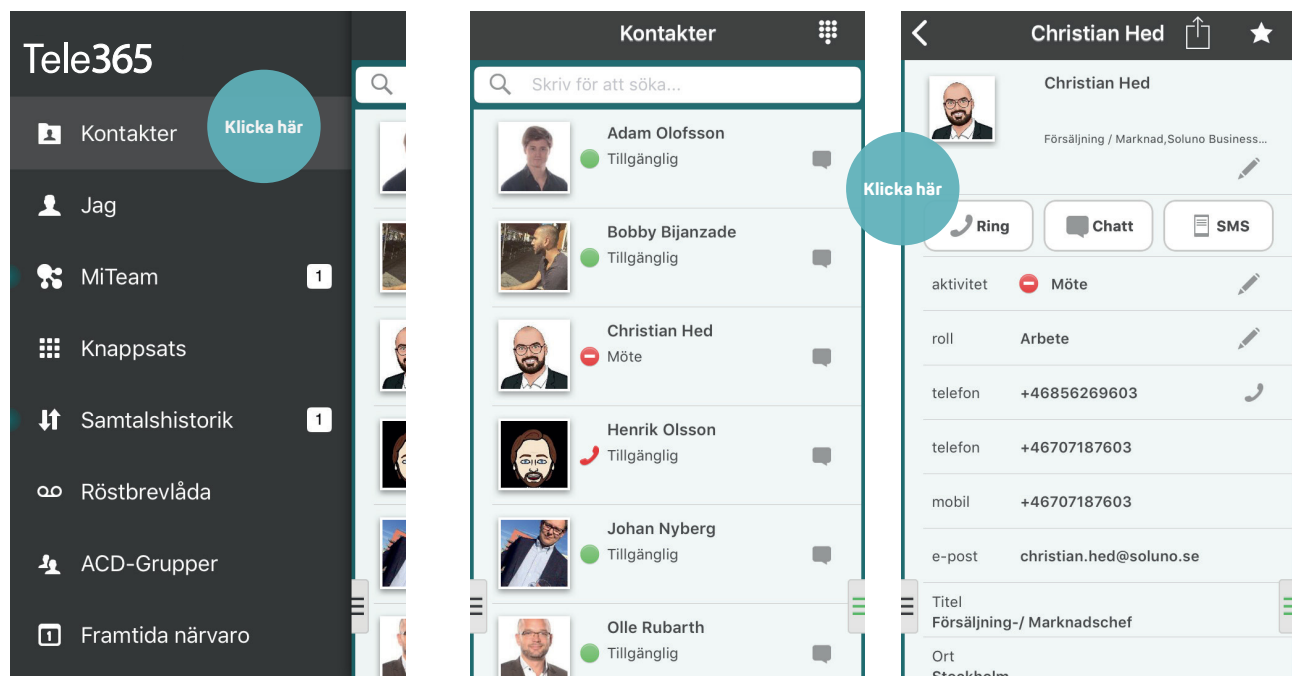 Tele365
Kontakter
Klicka här
Jag
MiTeam
1
Knappsats
Samtalshistorik
1
Röstbrevlåda
ACD-Grupper
1
Framtida närvaro
Kontakter
Skriv för att söka...
Adam Olofsson
Tillgänglig
Bobby Bijanzade
Tillgänglig
Christian Hed
Möte
Henrik Olsson
Tillgänglig
Johan Nyberg
Tillgänglig
Olle Rubarth
Tillgänglig
Klicka här
Christian Hed
Christian Hed
Försäljning / Marknad,Soluno Business...
Ring
Chatt
SMS
aktivitet Möte
roll Arbete
telefon +46856269603
telefon +46707187603
mobil +46707187603
e-post christian.hed@soluno.se
Titel
Försäljning-/ Marknadschef
Ort
Stockholm